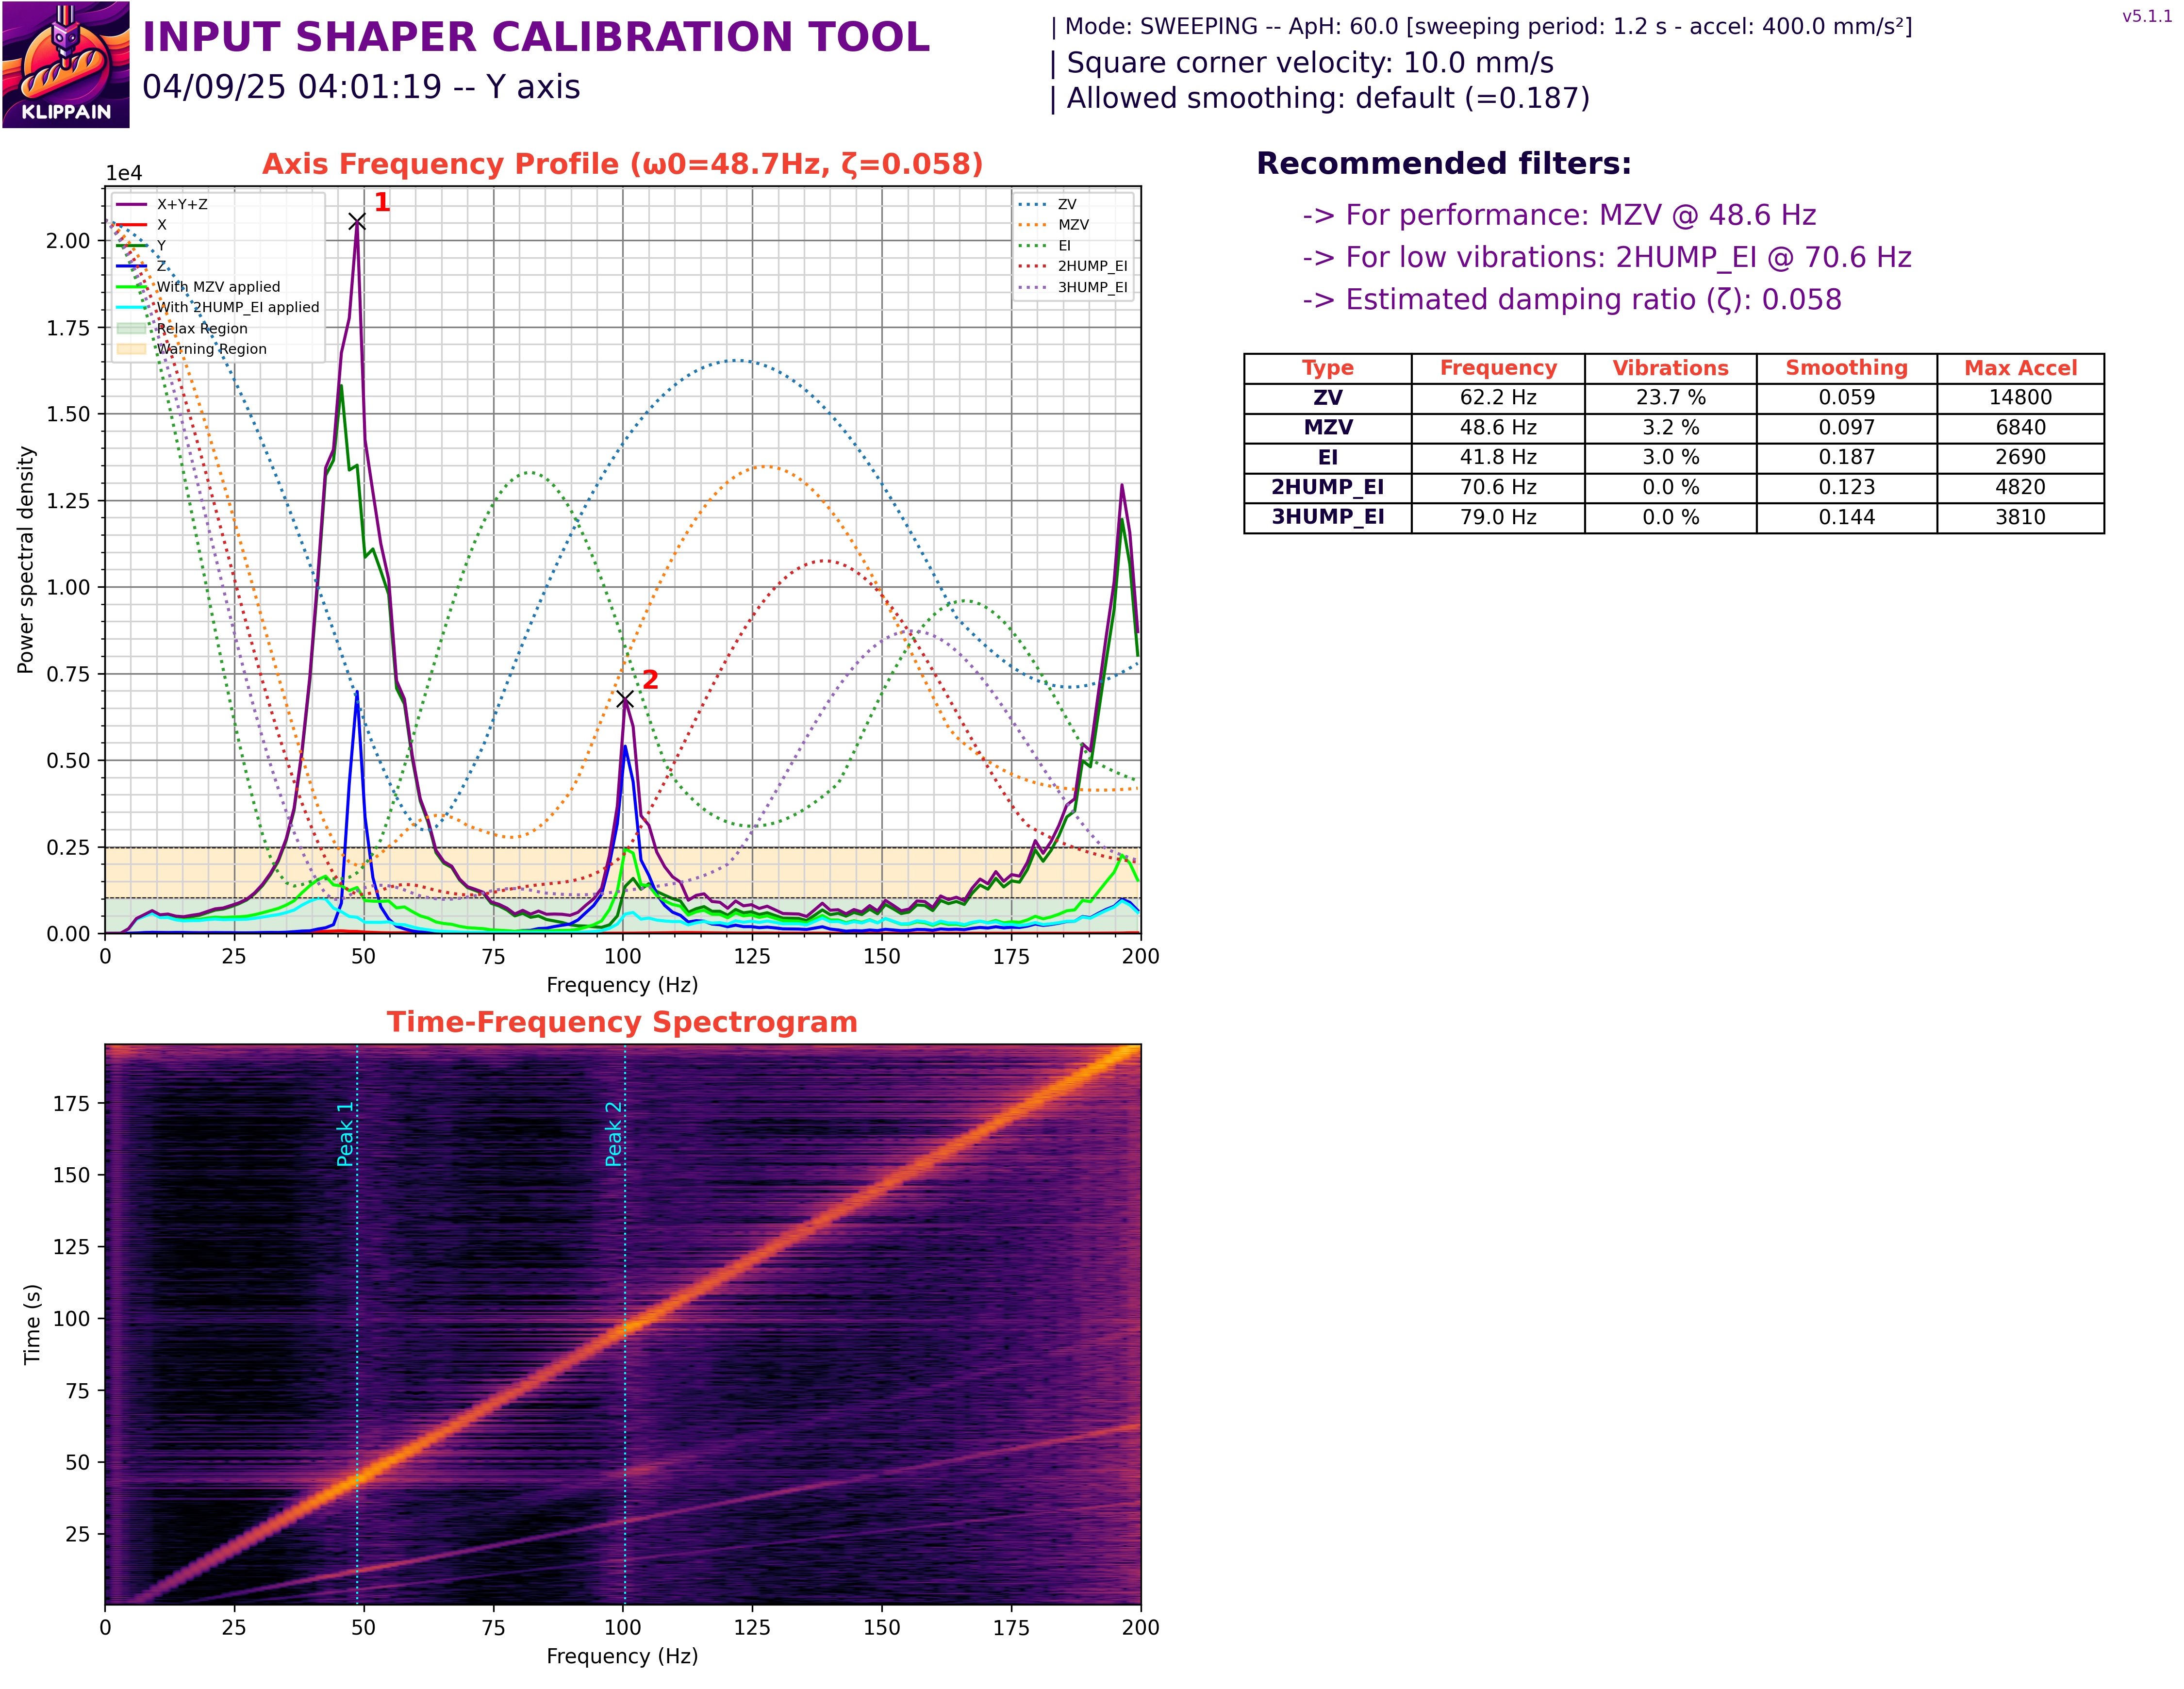 KLIPPAIN
INPUT SHAPER CALIBRATION TOOL
04/09/25 04:01:19 -- Y axis
| Mode: SWEEPING -- ApH: 60.0 [sweeping period: 1.2 s - accel: 400.0 mm/s²]
| Square corner velocity: 10.0 mm/s
| Allowed smoothing: default (=0.187)
v5.1.1
Axis Frequency Profile (ω0=48.7Hz, ζ=0.058)
1e4
X+Y+Z
X
Y
Z
With MZV applied
With 2HUMP_EI applied
Relax Region
Warning Region
ZV
MZV
EI
2HUMP_EI
3HUMP_EI
1
2
2.00
1.75
1.50
1.25
1.00
0.75
0.50
0.25
0.00
Power spectral density
0 25 50 75 100 125 150 175 200
Frequency (Hz)
Recommended filters:
-> For performance: MZV @ 48.6 Hz
-> For low vibrations: 2HUMP_EI @ 70.6 Hz
-> Estimated damping ratio (ζ): 0.058
Type Frequency Vibrations Smoothing Max Accel
ZV 62.2 Hz 23.7 % 0.059 14800
MZV 48.6 Hz 3.2 % 0.097 6840
EI 41.8 Hz 3.0 % 0.187 2690
2HUMP_EI 70.6 Hz 0.0 % 0.123 4820
3HUMP_EI 79.0 Hz 0.0 % 0.144 3810
Time-Frequency Spectrogram
Peak 1
Peak 2
175
150
125
100
75
50
25
Time (s)
0 25 50 75 100 125 150 175 200
Frequency (Hz)